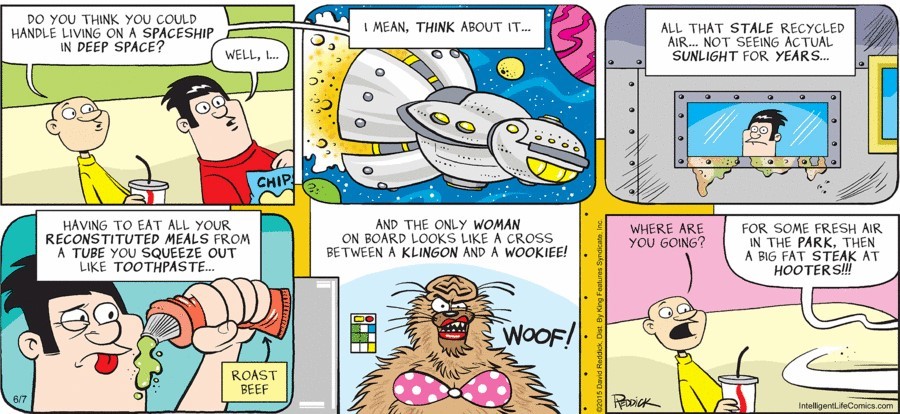 DO YOU THINK YOU COULD
HANDLE LIVING ON A SPACESHIP
IN DEEP SPACE?
WELL, I...
CHIP
I MEAN, THINK ABOUT IT...
ALL THAT STALE RECYCLED
AIR... NOT SEEING ACTUAL
SUNLIGHT FOR YEARS...
HAVING TO EAT ALL YOUR
RECONSTITUTED MEALS FROM
A TUBE YOU SQUEEZE OUT
LIKE TOOTHPASTE...
ROAST
BEEF
6/7
AND THE ONLY WOMAN
ON BOARD LOOKS LIKE A CROSS
BETWEEN A KLINGON AND A WOOKIEE!
WOOF!
©2015 David Reddick, Dist. By King Features Syndicate, Inc.
WHERE ARE
YOU GOING?
FOR SOME FRESH AIR
IN THE PARK, THEN
A BIG FAT STEAK AT
HOOTERS!!!
REDDICK
IntelligentLifeComics.com